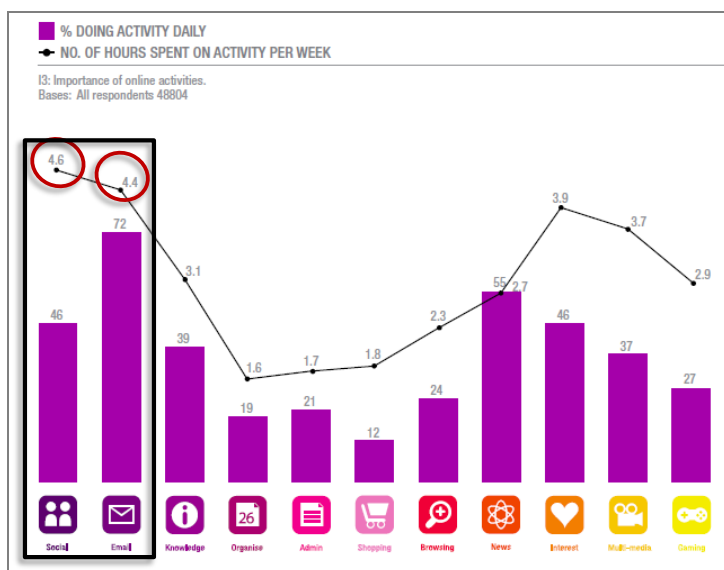 % DOING ACTIVITY DAILY
NO. OF HOURS SPENT ON ACTIVITY PER WEEK
I3: Importance of online activities.
Bases: All respondents 48804
4.6
4.4
3.1
1.6
1.7
1.8
2.3
2.7
3.9
3.7
2.9
46
72
39
19
21
12
24
55
46
37
27
26
Social
Email
Knowledge
Organise
Admin
Shopping
Browsing
News
Interest
Multi-media
Gaming